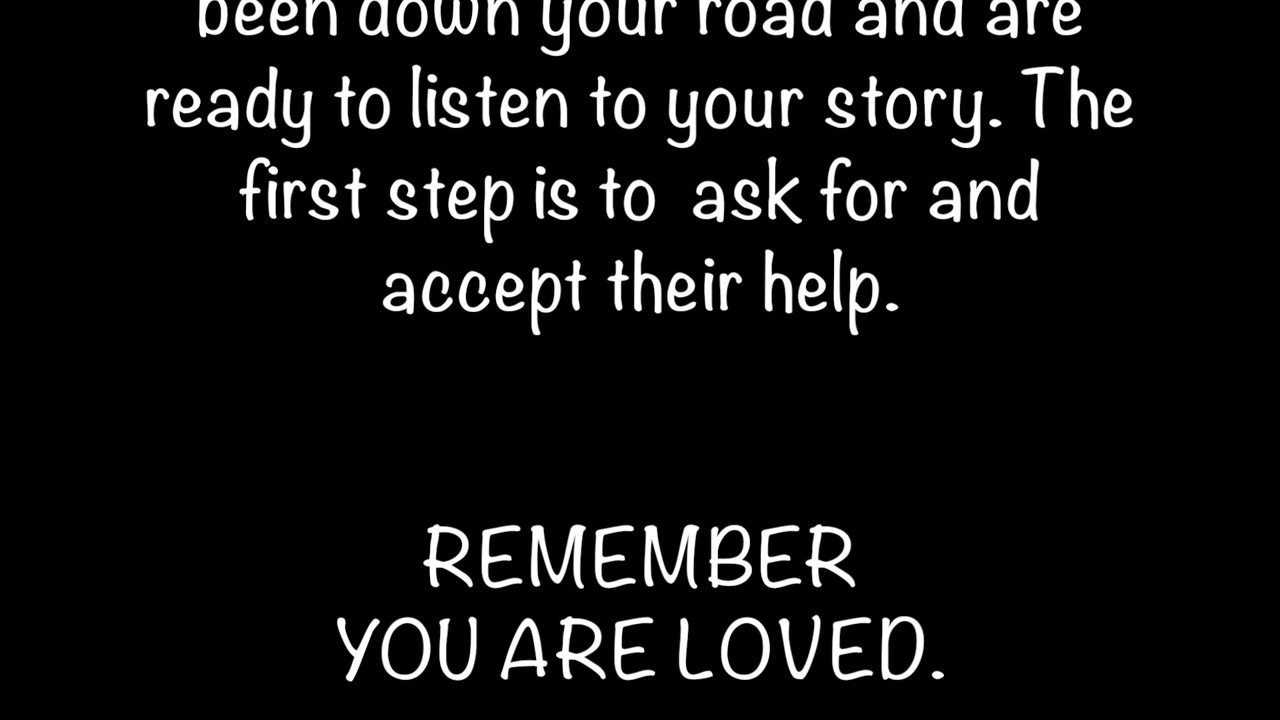 been down your road and are
ready to listen to your story. The
first step is to  ask for and
accept their help.
REMEMBER
YOU ARE LOVED.